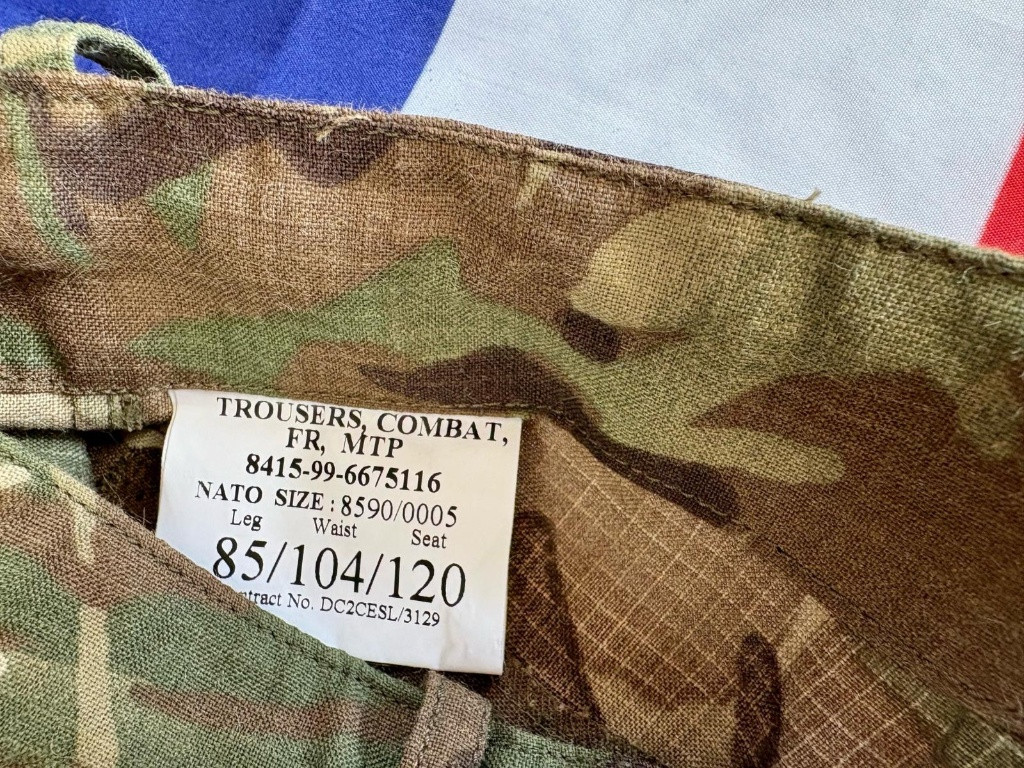 TROUSERS, COMBAT,
FR, MTP
8415-99-6675116
NATO SIZE: 8590/0005
Leg Waist Seat
85/104/120
No. DC2CESL/3129